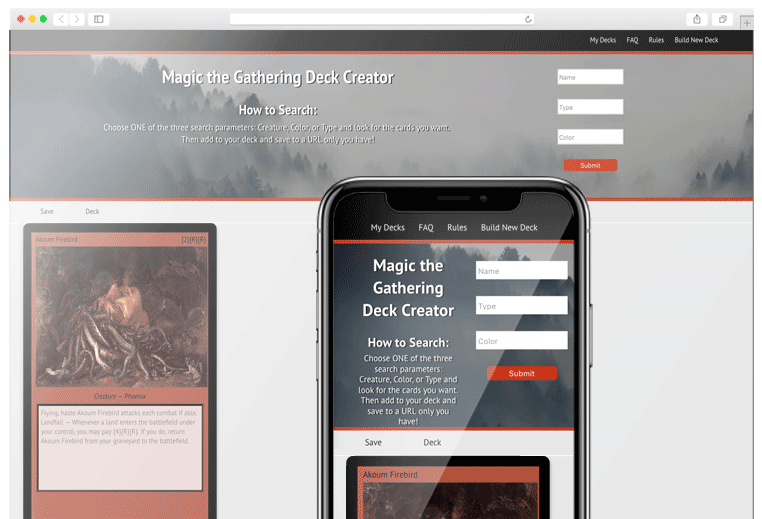 My Decks FAQ Rules Build New Deck
Magic the Gathering Deck Creator
How to Search:
Choose ONE of the three search parameters: Creature, Color, or Type and look for the cards you want.
Then add to your deck and save to a URL only you have!
Name
Type
Color
Submit
Save Deck
Akoum Firebird {2}{R}{R}
Creature — Phoenix
Flying, haste Akoum Firebird attacks each combat if able.
Landfall — Whenever a land enters the battlefield under
your control, you may pay {4}{R}{R}. If you do, return
Akoum Firebird from your graveyard to the battlefield.
My Decks FAQ Rules Build New Deck
Magic the
Gathering
Deck Creator
How to Search:
Choose ONE of the three
search parameters:
Creature, Color, or Type and
look for the cards you want.
Then add to your deck and
save to a URL only you
have!
Name
Type
Color
Submit
Save Deck
Akoum Firebird